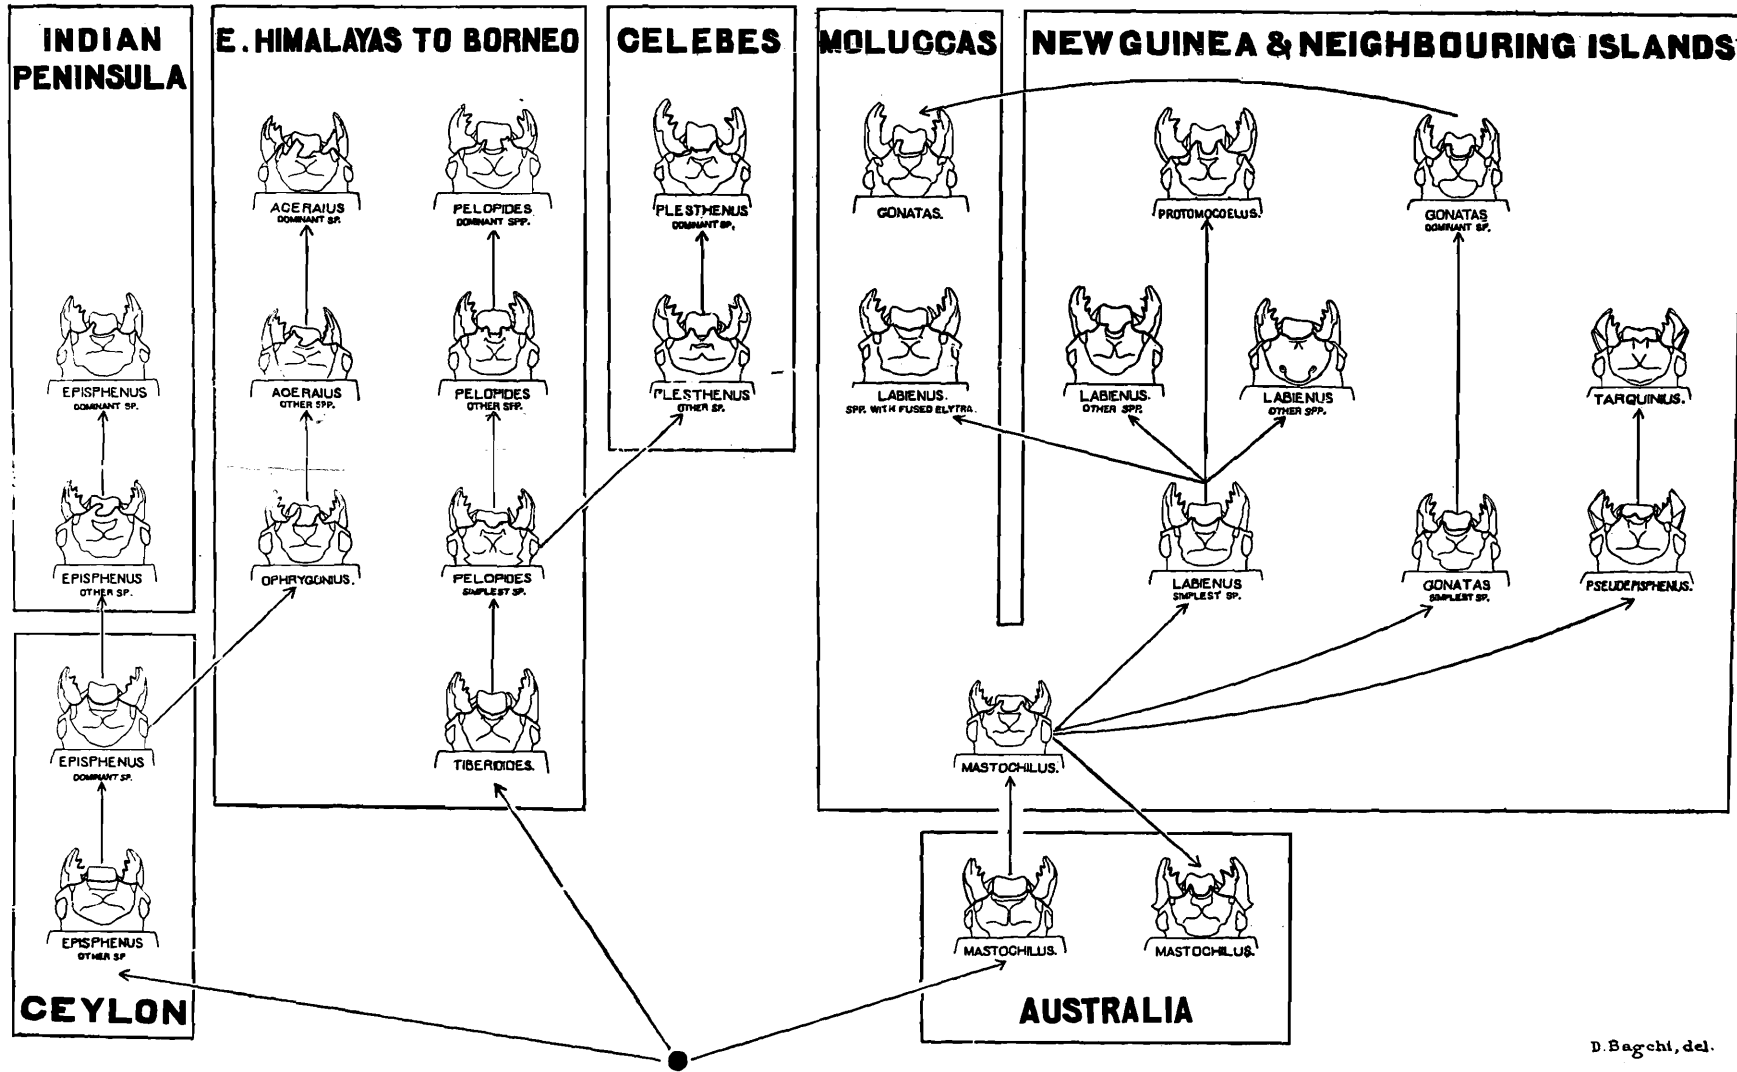 INDIAN
PENINSULA
E. HIMALAYAS TO BORNEO
CELEBES
MOLUCCAS
NEW GUINEA & NEIGHBOURING ISLANDS
ACERAIUS
DOMINANT SP.
PELOPIDES
DOMINANT SPP.
PLESTHENUS
DOMINANT SP.
GONATAS.
PROTOMOCOELUS.
GONATAS
DOMINANT SP.
EPISPHENUS
DOMINANT SP.
ACERAIUS
OTHER SPP.
PELOPIDES
OTHER SPP.
PLESTHENUS
OTHER SP.
LABIENUS.
SPP. WITH FUSED ELYTRA.
LABIENUS.
OTHER SPP.
LABIENUS
OTHER SPP.
TARQUINIUS.
EPISPHENUS
OTHER SP.
OPHRYGONIUS.
PELOPIDES
SIMPLEST SP.
LABIENUS
SIMPLEST SP.
GONATAS
SIMPLEST SP.
PSEUDEPISPHENUS.
EPISPHENUS
DOMINANT SP.
TIBERIOIDES.
MASTOCHILUS.
EPISPHENUS
OTHER SP
MASTOCHILUS.
MASTOCHILUS.
CEYLON
AUSTRALIA
D. Bagchi, del.